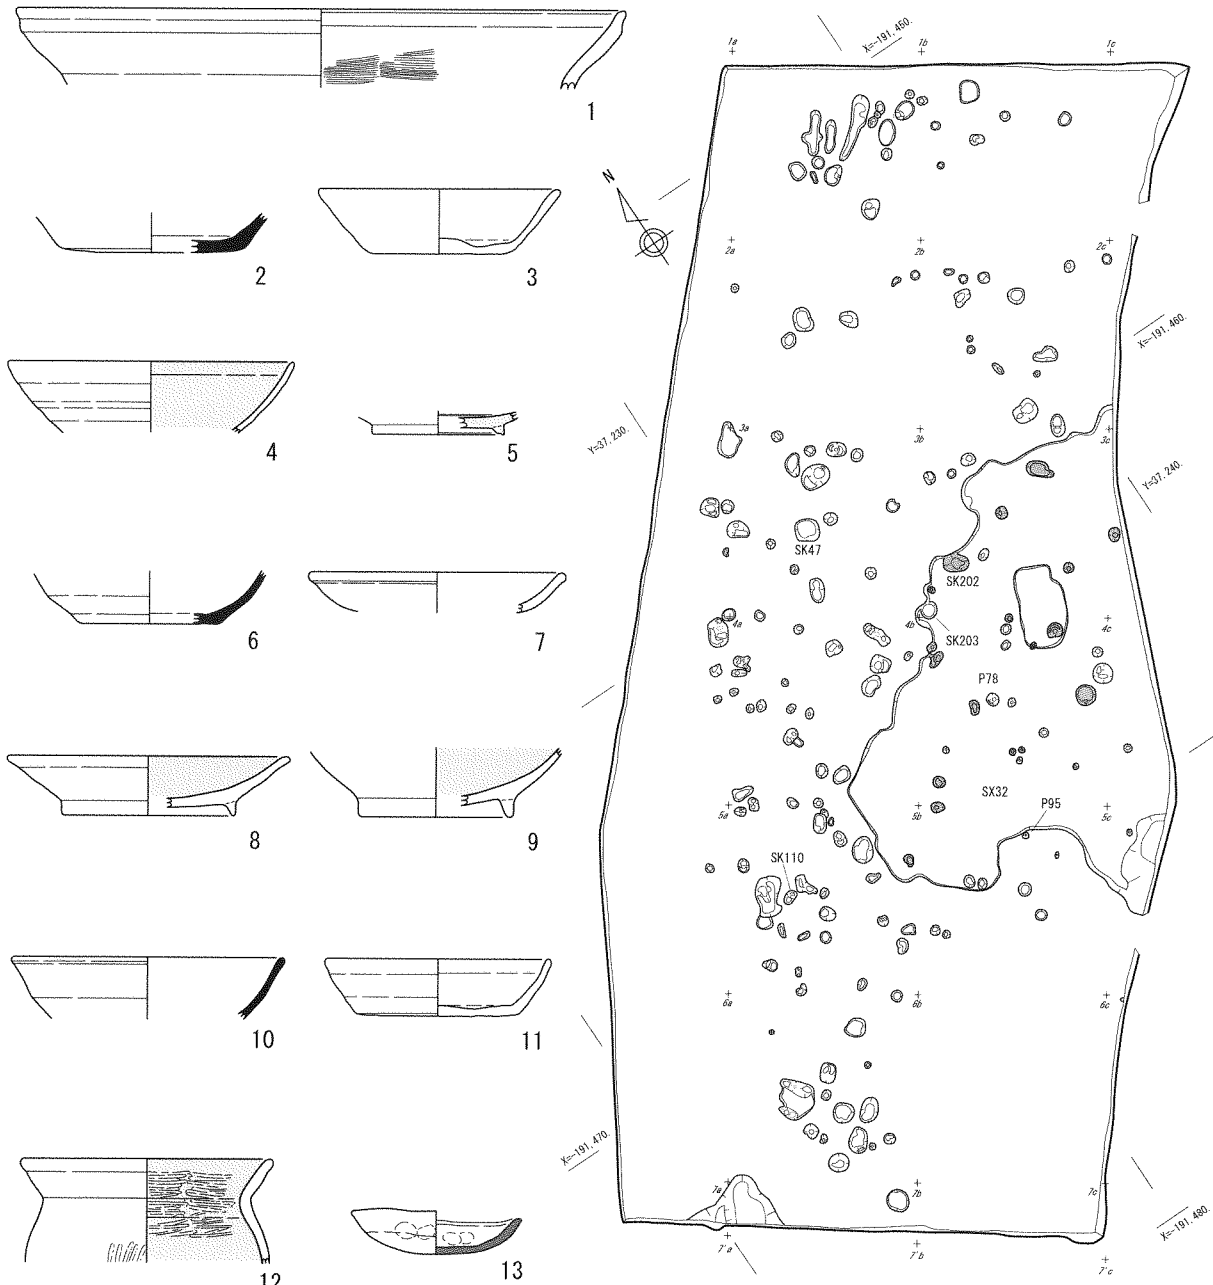 1
2
3
4
5
6
7
8
9
10
11
12
13
X=-191,450.
1a
1b
1c
N
2a
2b
2c
X=-191,460.
Y=37,230.
3a
3b
3c
Y=37,240.
SK47
SK202
4a
4b
4c
SK203
P78
SX32
P95
5a
5b
5c
SK110
6a
6b
6c
X=-191,470.
7a
7b
7c
X=-191,480.
7'a
7'b
7'c